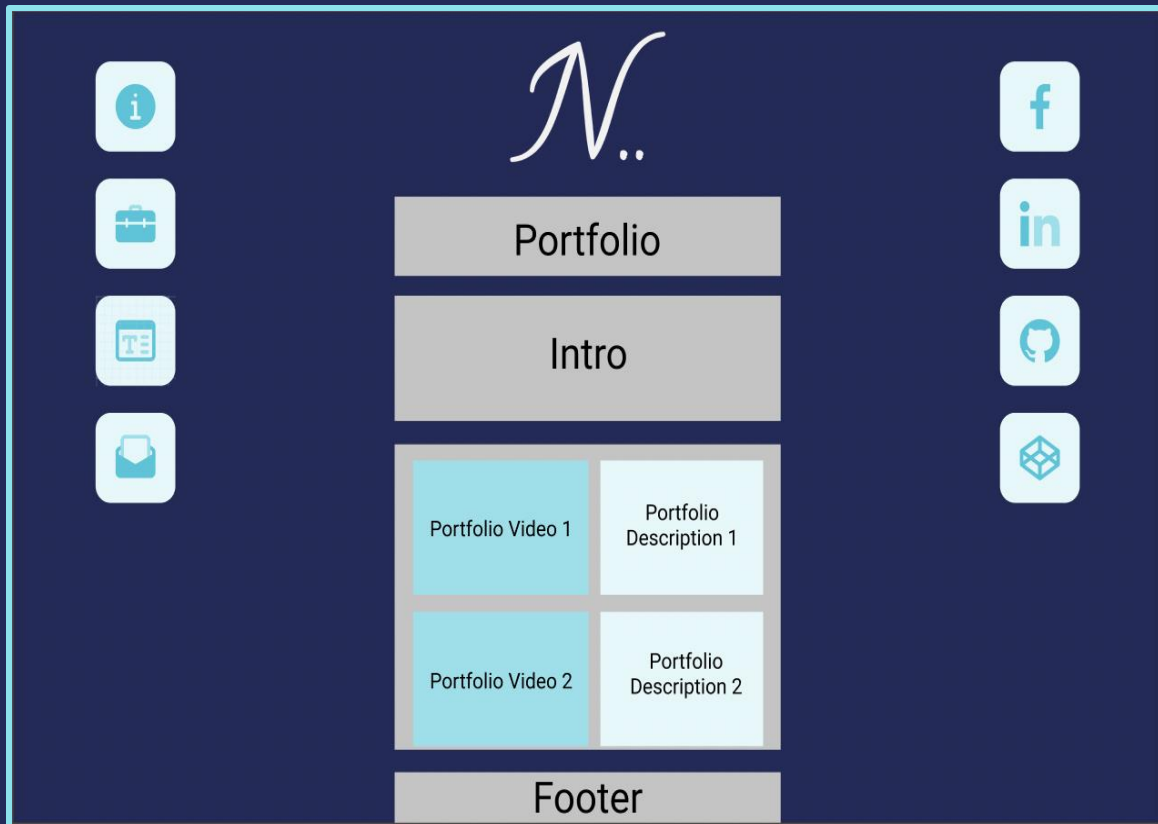 N..
Portfolio
Intro
Portfolio Video 1
Portfolio
Description 1
Portfolio Video 2
Portfolio
Description 2
Footer